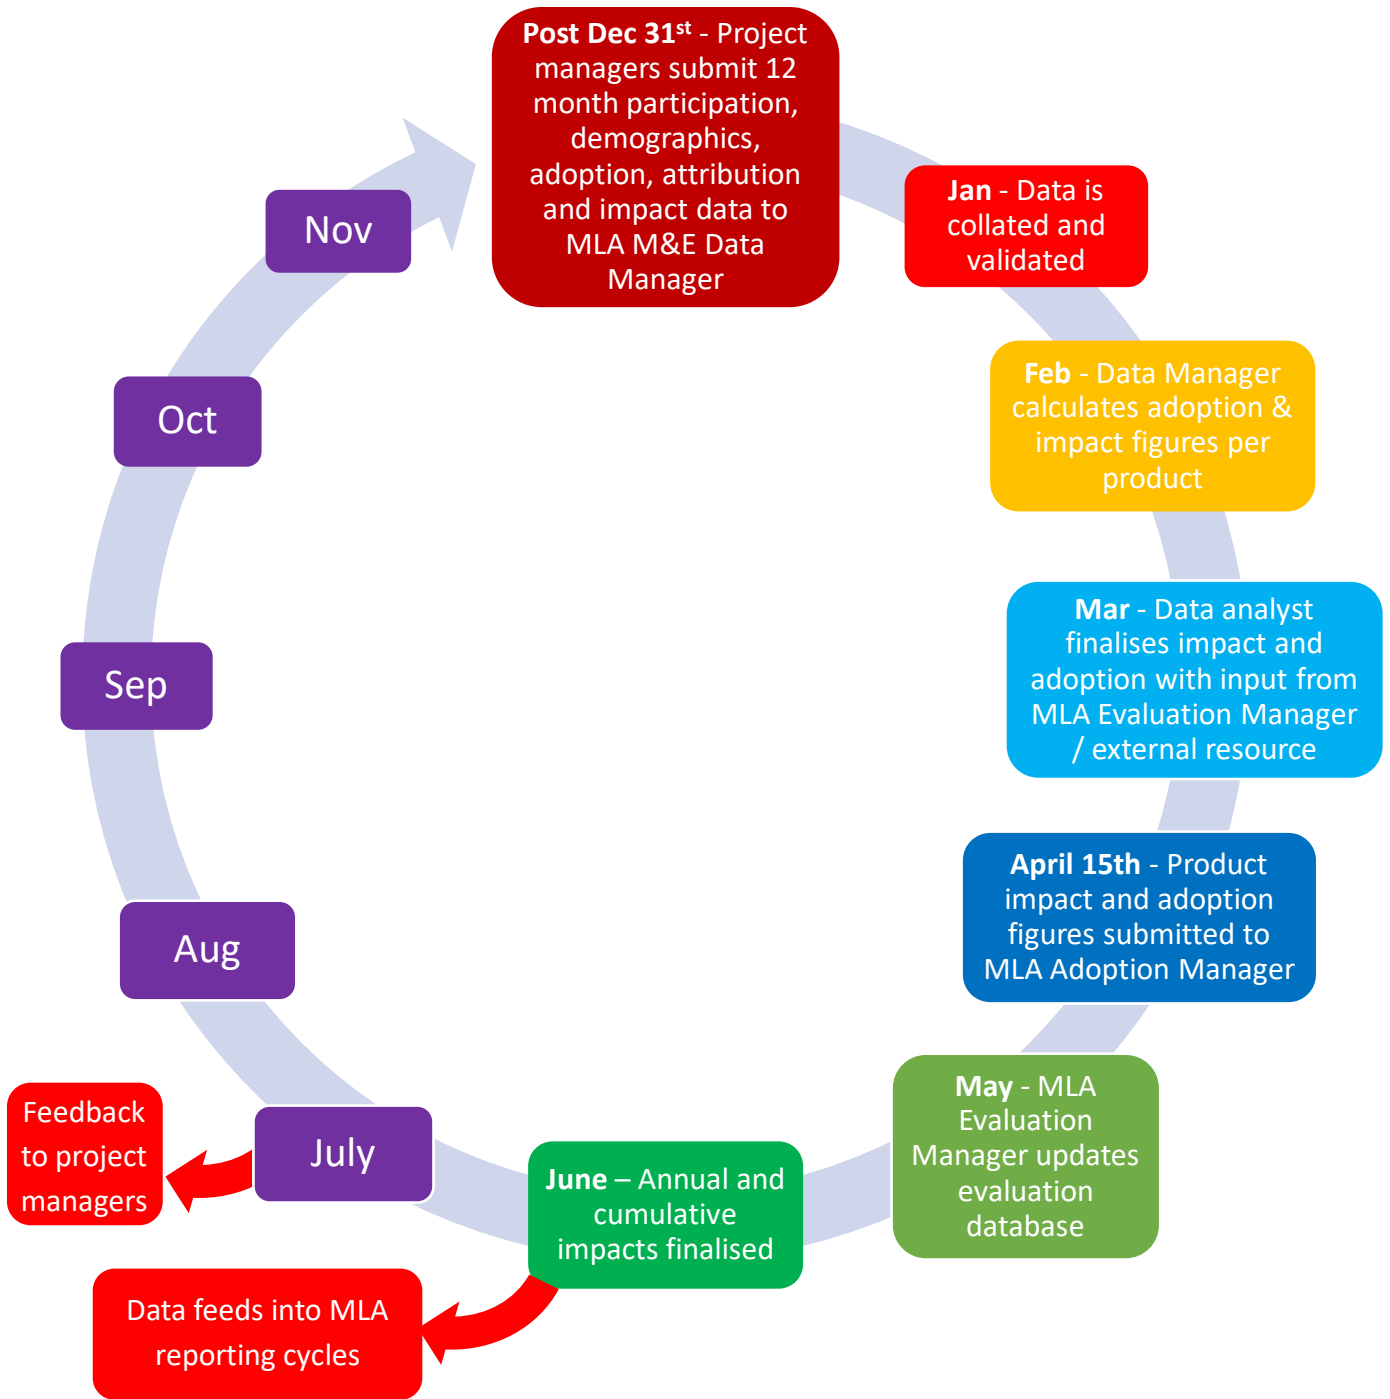 Post Dec 31st - Project
managers submit 12
month participation,
demographics,
adoption, attribution
and impact data to
MLA M&E Data
Manager
Jan - Data is
collated and
validated
Feb - Data Manager
calculates adoption &
impact figures per
product
Mar - Data analyst
finalises impact and
adoption with input from
MLA Evaluation Manager
/ external resource
April 15th - Product
impact and adoption
figures submitted to
MLA Adoption Manager
May - MLA
Evaluation
Manager updates
evaluation
database
June – Annual and
cumulative
impacts finalised
Data feeds into MLA
reporting cycles
July
Feedback
to project
managers
Aug
Sep
Oct
Nov